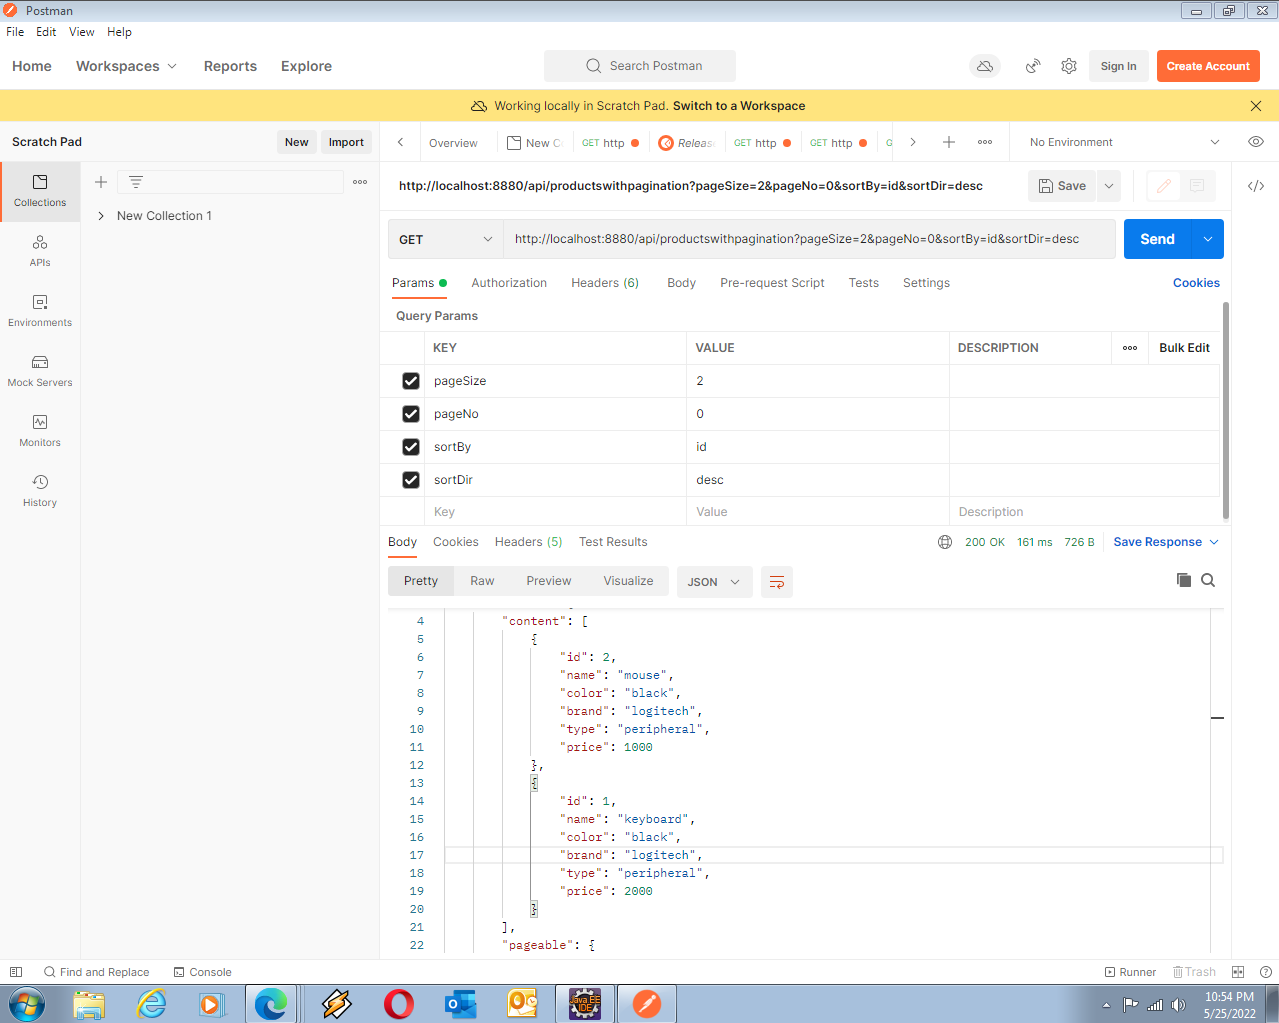 Postman
File Edit View Help
Home Workspaces Reports Explore Search Postman Sign In Create Account
Working locally in Scratch Pad. Switch to a Workspace
Scratch Pad New Import Overview New C GET http Release GET http GET http G No Environment
http://localhost:8880/api/productswithpagination?pageSize=2&pageNo=0&sortBy=id&sortDir=desc Save
Collections
New Collection 1
APIs
Environments
Mock Servers
Monitors
History
GET http://localhost:8880/api/productswithpagination?pageSize=2&pageNo=0&sortBy=id&sortDir=desc Send
Params Authorization Headers (6) Body Pre-request Script Tests Settings Cookies
Query Params
KEY VALUE DESCRIPTION Bulk Edit
pageSize 2
pageNo 0
sortBy id
sortDir desc
Key Value Description
Body Cookies Headers (5) Test Results 200 OK 161 ms 726 B Save Response
Pretty Raw Preview Visualize JSON
4 "content": [
5 {
6 "id": 2,
7 "name": "mouse",
8 "color": "black",
9 "brand": "logitech",
10 "type": "peripheral",
11 "price": 1000
12 },
13 {
14 "id": 1,
15 "name": "keyboard",
16 "color": "black",
17 "brand": "logitech",
18 "type": "peripheral",
19 "price": 2000
20 }
21 ],
22 "pageable": {
Find and Replace Console Runner Trash
Java EE
IDE
10:54 PM
5/25/2022